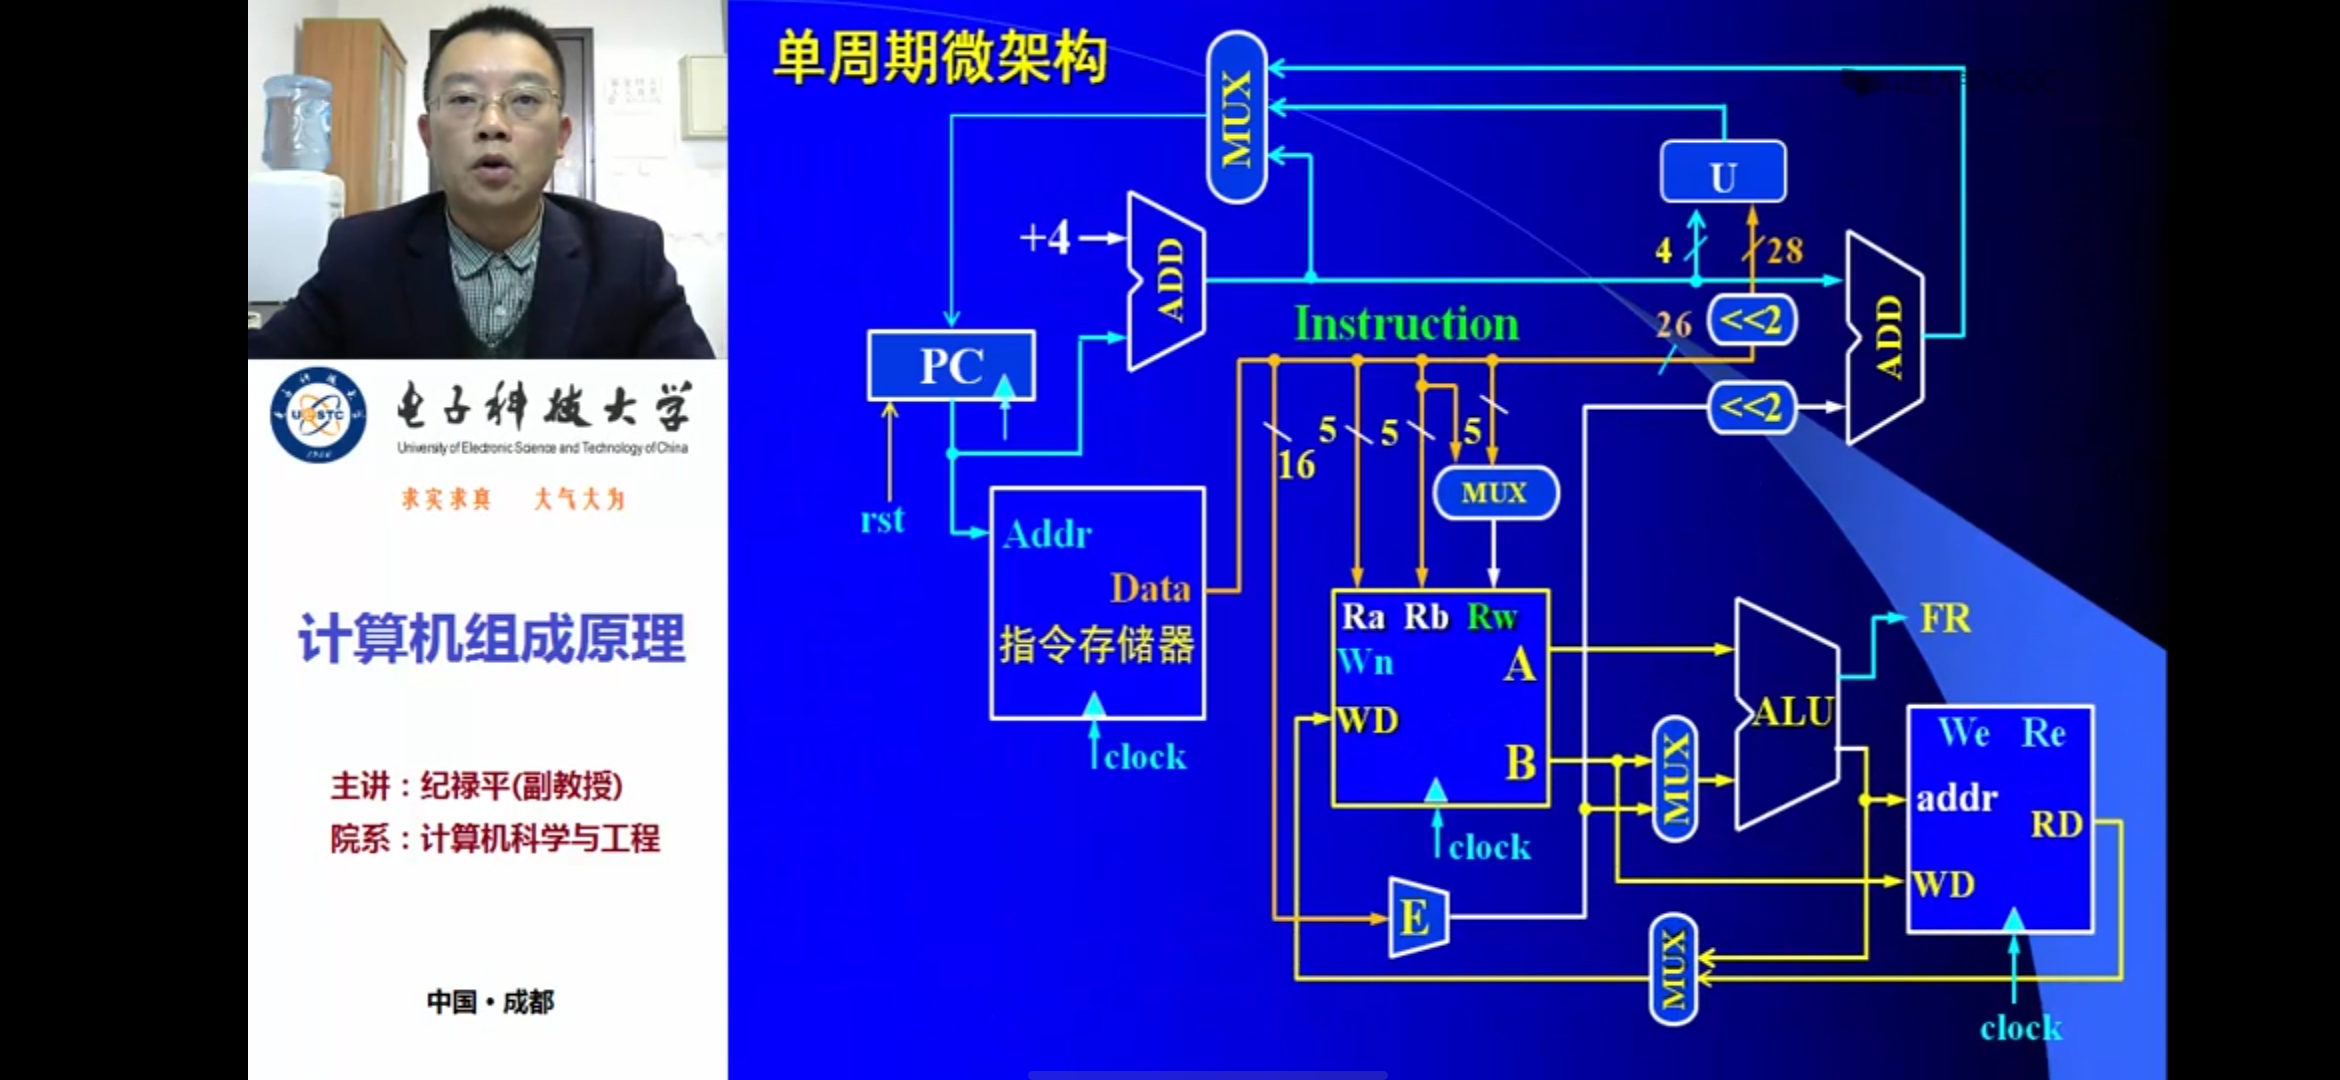 单周期微架构
MUX
U
+4
ADD
4
28
ADD
Instruction
26
<<2
PC
<<2
5
5
5
16
MUX
rst
Addr
Data
指令存储器
clock
Ra Rb Rw
Wn
A
WD
B
clock
FR
ALU
MUX
We Re
addr
RD
WD
E
MUX
clock
UESTC
1956
电子科技大学
University of Electronic Science and Technology of China
求实求真 大气大为
计算机组成原理
主讲：纪禄平(副教授)
院系：计算机科学与工程
中国·成都